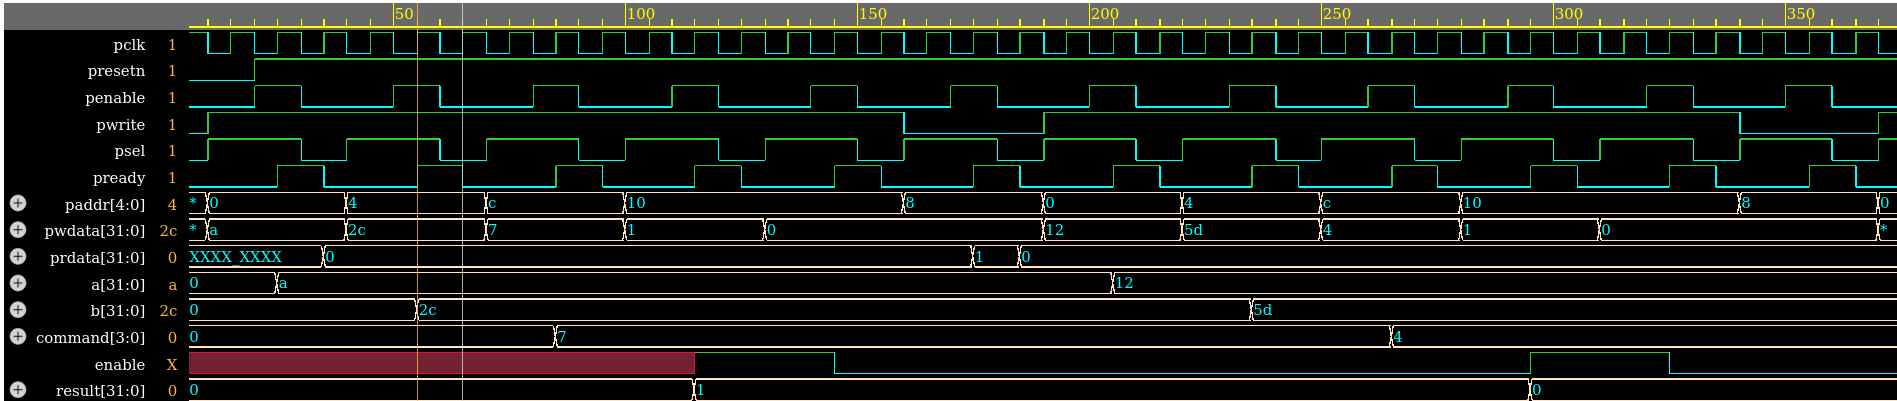 50 100 150 200 250 300 350
pclk 1
presetn 1
penable 1
pwrite 1
psel 1
pready 1
paddr[4:0] 4 * 0 4 c 10 8 0 4 c 10 8 0
pwdata[31:0] 2c * a 2c 7 1 0 12 5d 4 1 0 *
prdata[31:0] 0 XXXX_XXXX 0 1 0
a[31:0] a 0 a 12
b[31:0] 2c 0 2c 5d
command[3:0] 0 0 7 4
enable X
result[31:0] 0 0 1 0